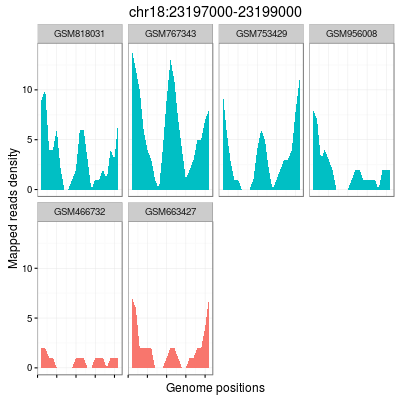 chr18:23197000-23199000
GSM818031 GSM767343 GSM753429 GSM956008
10
5
0
GSM466732 GSM663427
10
5
0
Mapped reads density
Genome positions